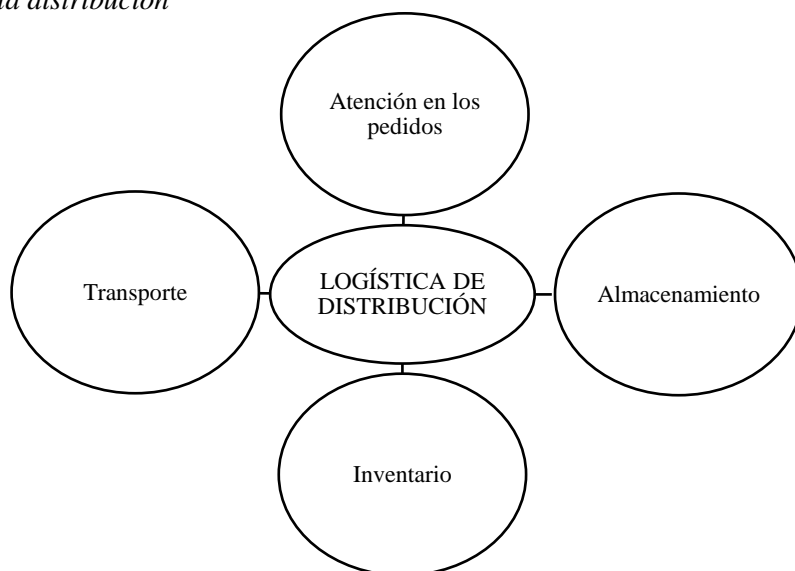 la distribución
Atención en los
pedidos
Transporte
LOGÍSTICA DE
DISTRIBUCIÓN
Almacenamiento
Inventario